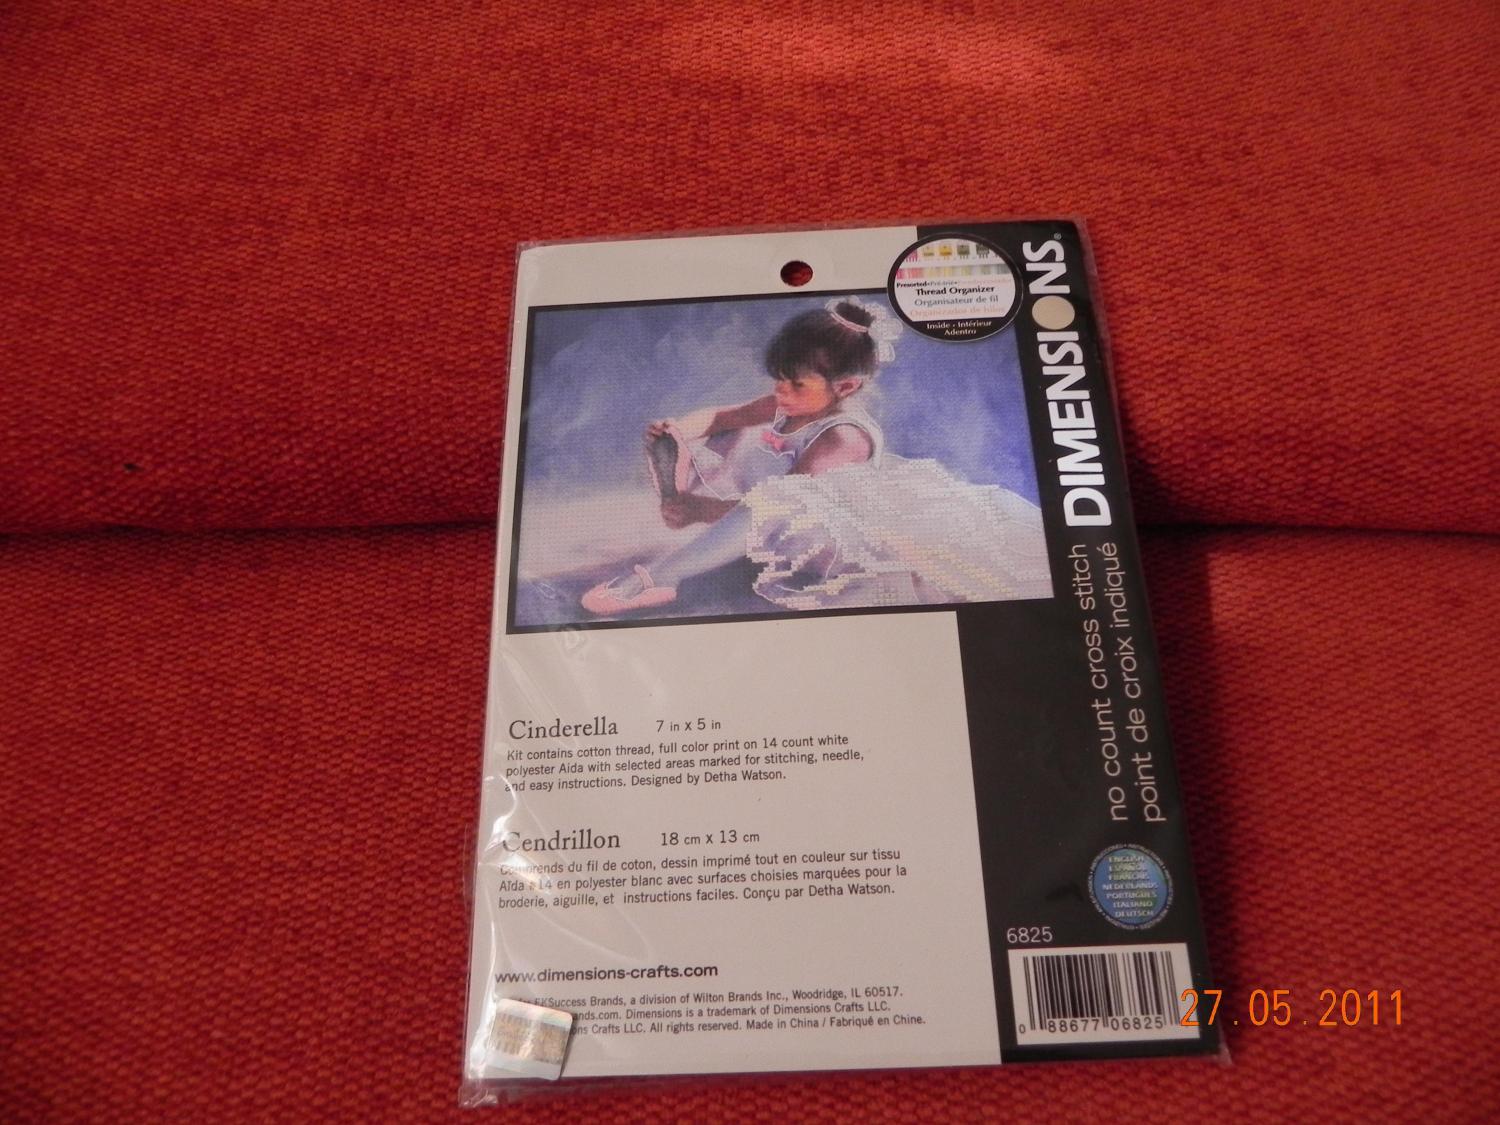 Presorted
Thread Organizer
Organisateur de fil
Organizador de hilos
Inside • Intérieur
Adentro
DIMENSIONS®
no count cross stitch
point de croix indiqué
Cinderella 7 in x 5 in
Kit contains cotton thread, full color print on 14 count white
polyester Aida with selected areas marked for stitching, needle,
and easy instructions. Designed by Detha Watson.
Cendrillon 18 cm x 13 cm
Comprends du fil de coton, dessin imprimé tout en couleur sur tissu
Aïda 14 en polyester blanc avec surfaces choisies marquées pour la
broderie, aiguille, et instructions faciles. Conçu par Detha Watson.
www.dimensions-crafts.com
for EKSuccess Brands, a division of Wilton Brands Inc., Woodridge, IL 60517.
Dimensions is a trademark of Dimensions Crafts LLC.
Crafts LLC. All rights reserved. Made in China / Fabriqué en Chine.
ENGLISH
ESPAÑOL
FRANÇAIS
NEDERLANDS
PORTUGUÊS
ITALIANO
DEUTSCH
6825
0 88677 06825
27.05.2011